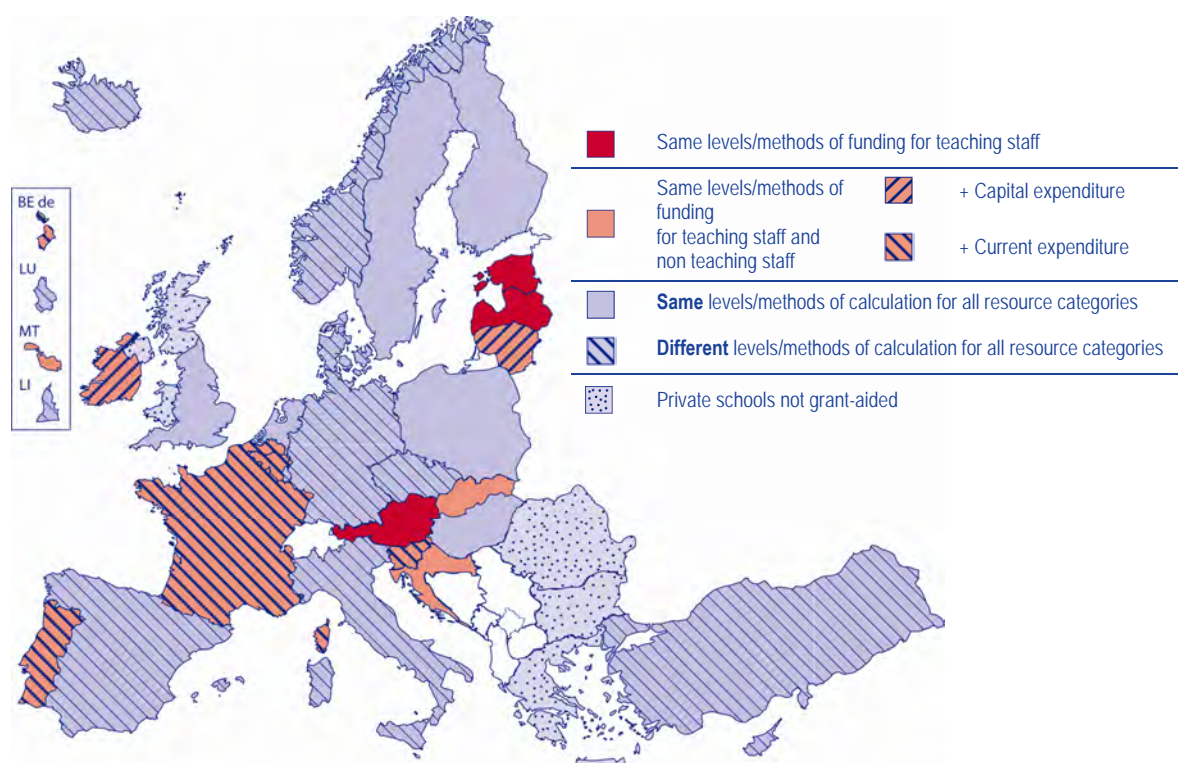 Same levels/methods of funding for teaching staff
Same levels/methods of
funding
for teaching staff and
non teaching staff
+ Capital expenditure
+ Current expenditure
Same levels/methods of calculation for all resource categories
Different levels/methods of calculation for all resource categories
Private schools not grant-aided
BE de
LU
MT
LI